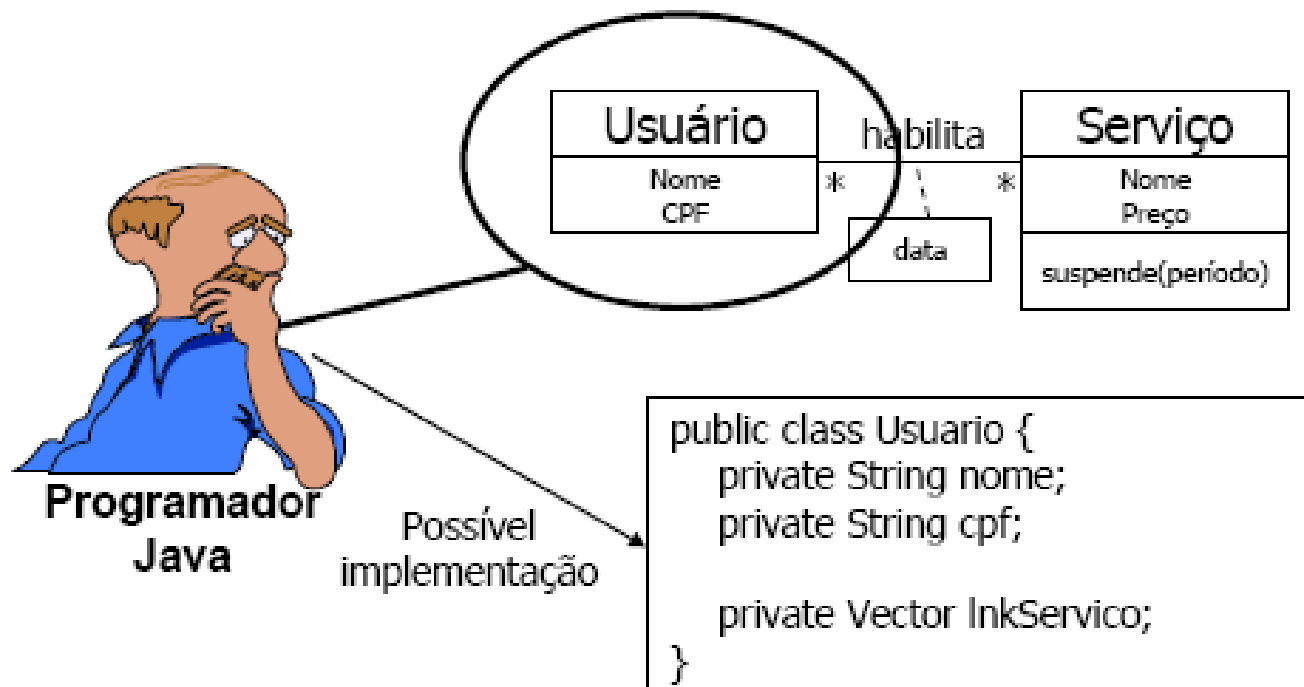 Usuário
Nome
CPF
habilita
*
*
data
Serviço
Nome
Preço
suspende(período)
Programador
Java
Possível
implementação
public class Usuario {
private String nome;
private String cpf;
private Vector lnkServico;
}